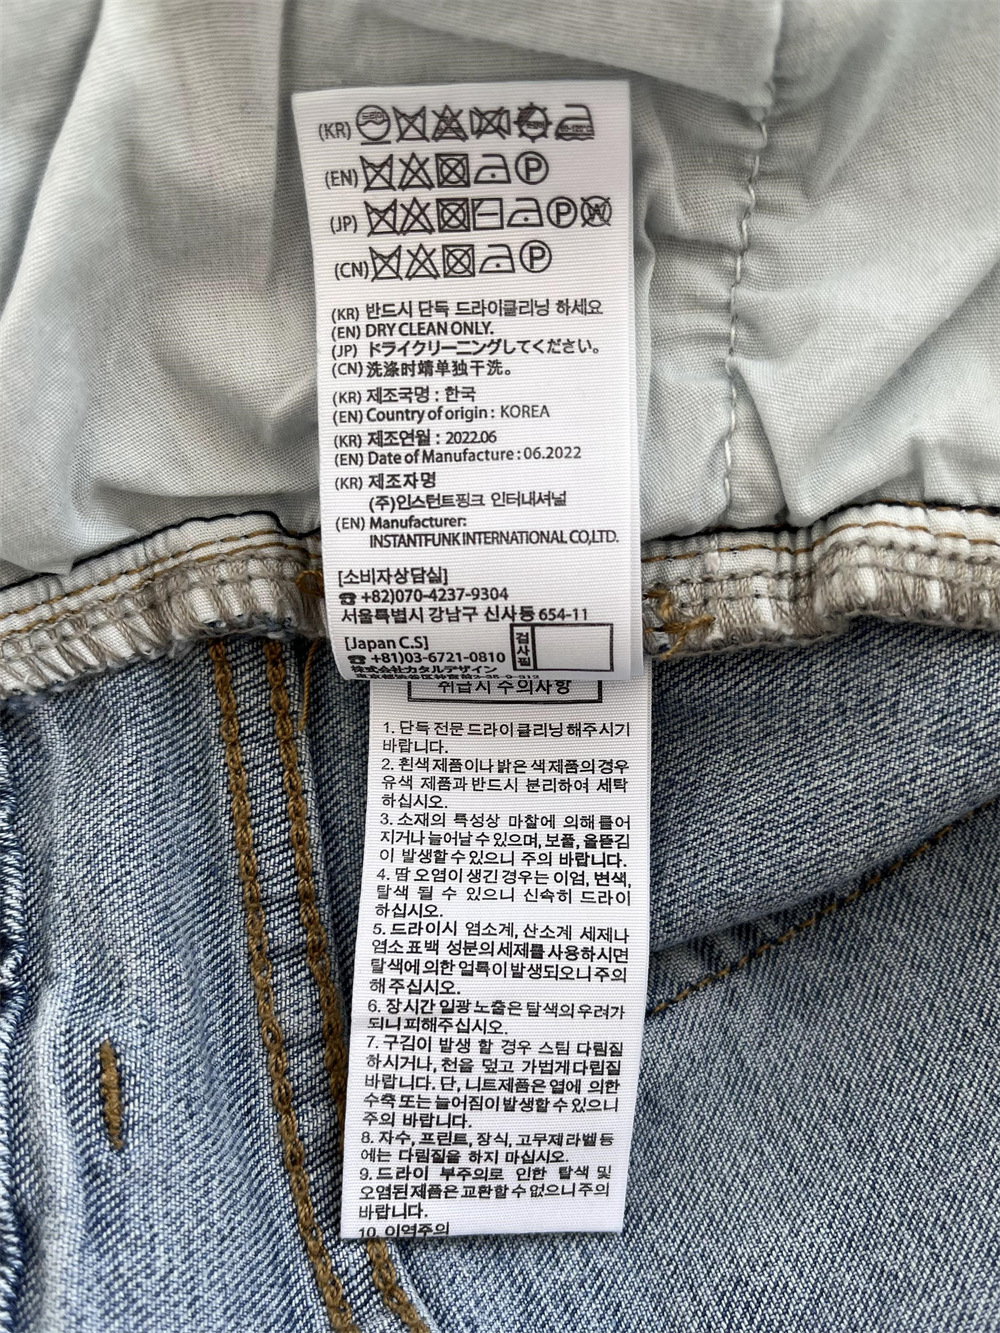 (KR)
(EN) P
(JP) P W
(CN) P
(KR) 반드시 단독 드라이클리닝 하세요
(EN) DRY CLEAN ONLY.
(JP) ドライクリーニングしてください。
(CN) 洗涤时靖单独干洗。
(KR) 제조국명 : 한국
(EN) Country of origin : KOREA
(KR) 제조연월 : 2022.06
(EN) Date of Manufacture : 06.2022
(KR) 제조자명
(주)인스턴트펑크 인터내셔널
(EN) Manufacturer:
INSTANTFUNK INTERNATIONAL CO,LTD.
[소비자상담실]
☎ +82)070-4237-9304
서울특별시 강남구 신사동 654-11
[Japan C.S]
☎ +81)03-6721-0810
검사필
株式会社カタルデザイン
취급시 주의사항
1. 단독 전문 드라이 클리닝 해주시기
바랍니다.
2. 흰색 제품이나 밝은 색 제품의 경우
유색 제품과 반드시 분리하여 세탁
하십시오.
3. 소재의 특성상 마찰에 의해 틀어
지거나 늘어날 수 있으며, 보풀, 올뜯김
이 발생할 수 있으니 주의 바랍니다.
4. 땀 오염이 생긴 경우는 이염, 변색,
탈색 될 수 있으니 신속히 드라이
하십시오.
5. 드라이시 염소계, 산소계 세제나
염소 표백 성분의 세제를 사용하시면
탈색에 의한 얼룩이 발생되오니 주의
해 주십시오.
6. 장시간 일광 노출은 탈색의 우려가
되니 피해주십시오.
7. 구김이 발생 할 경우 스팀 다림질
하시거나, 천을 덮고 가볍게 다림질
바랍니다. 단, 니트제품은 열에 의한
수축 또는 늘어짐이 발생할 수 있으니
주의 바랍니다.
8. 자수, 프린트, 장식, 고무제 라벨 등
에는 다림질을 하지 마십시오.
9. 드라이 부주의로 인한 탈색 및
오염된 제품은 교환할 수 없으니 주의
바랍니다.
10. 이염주의